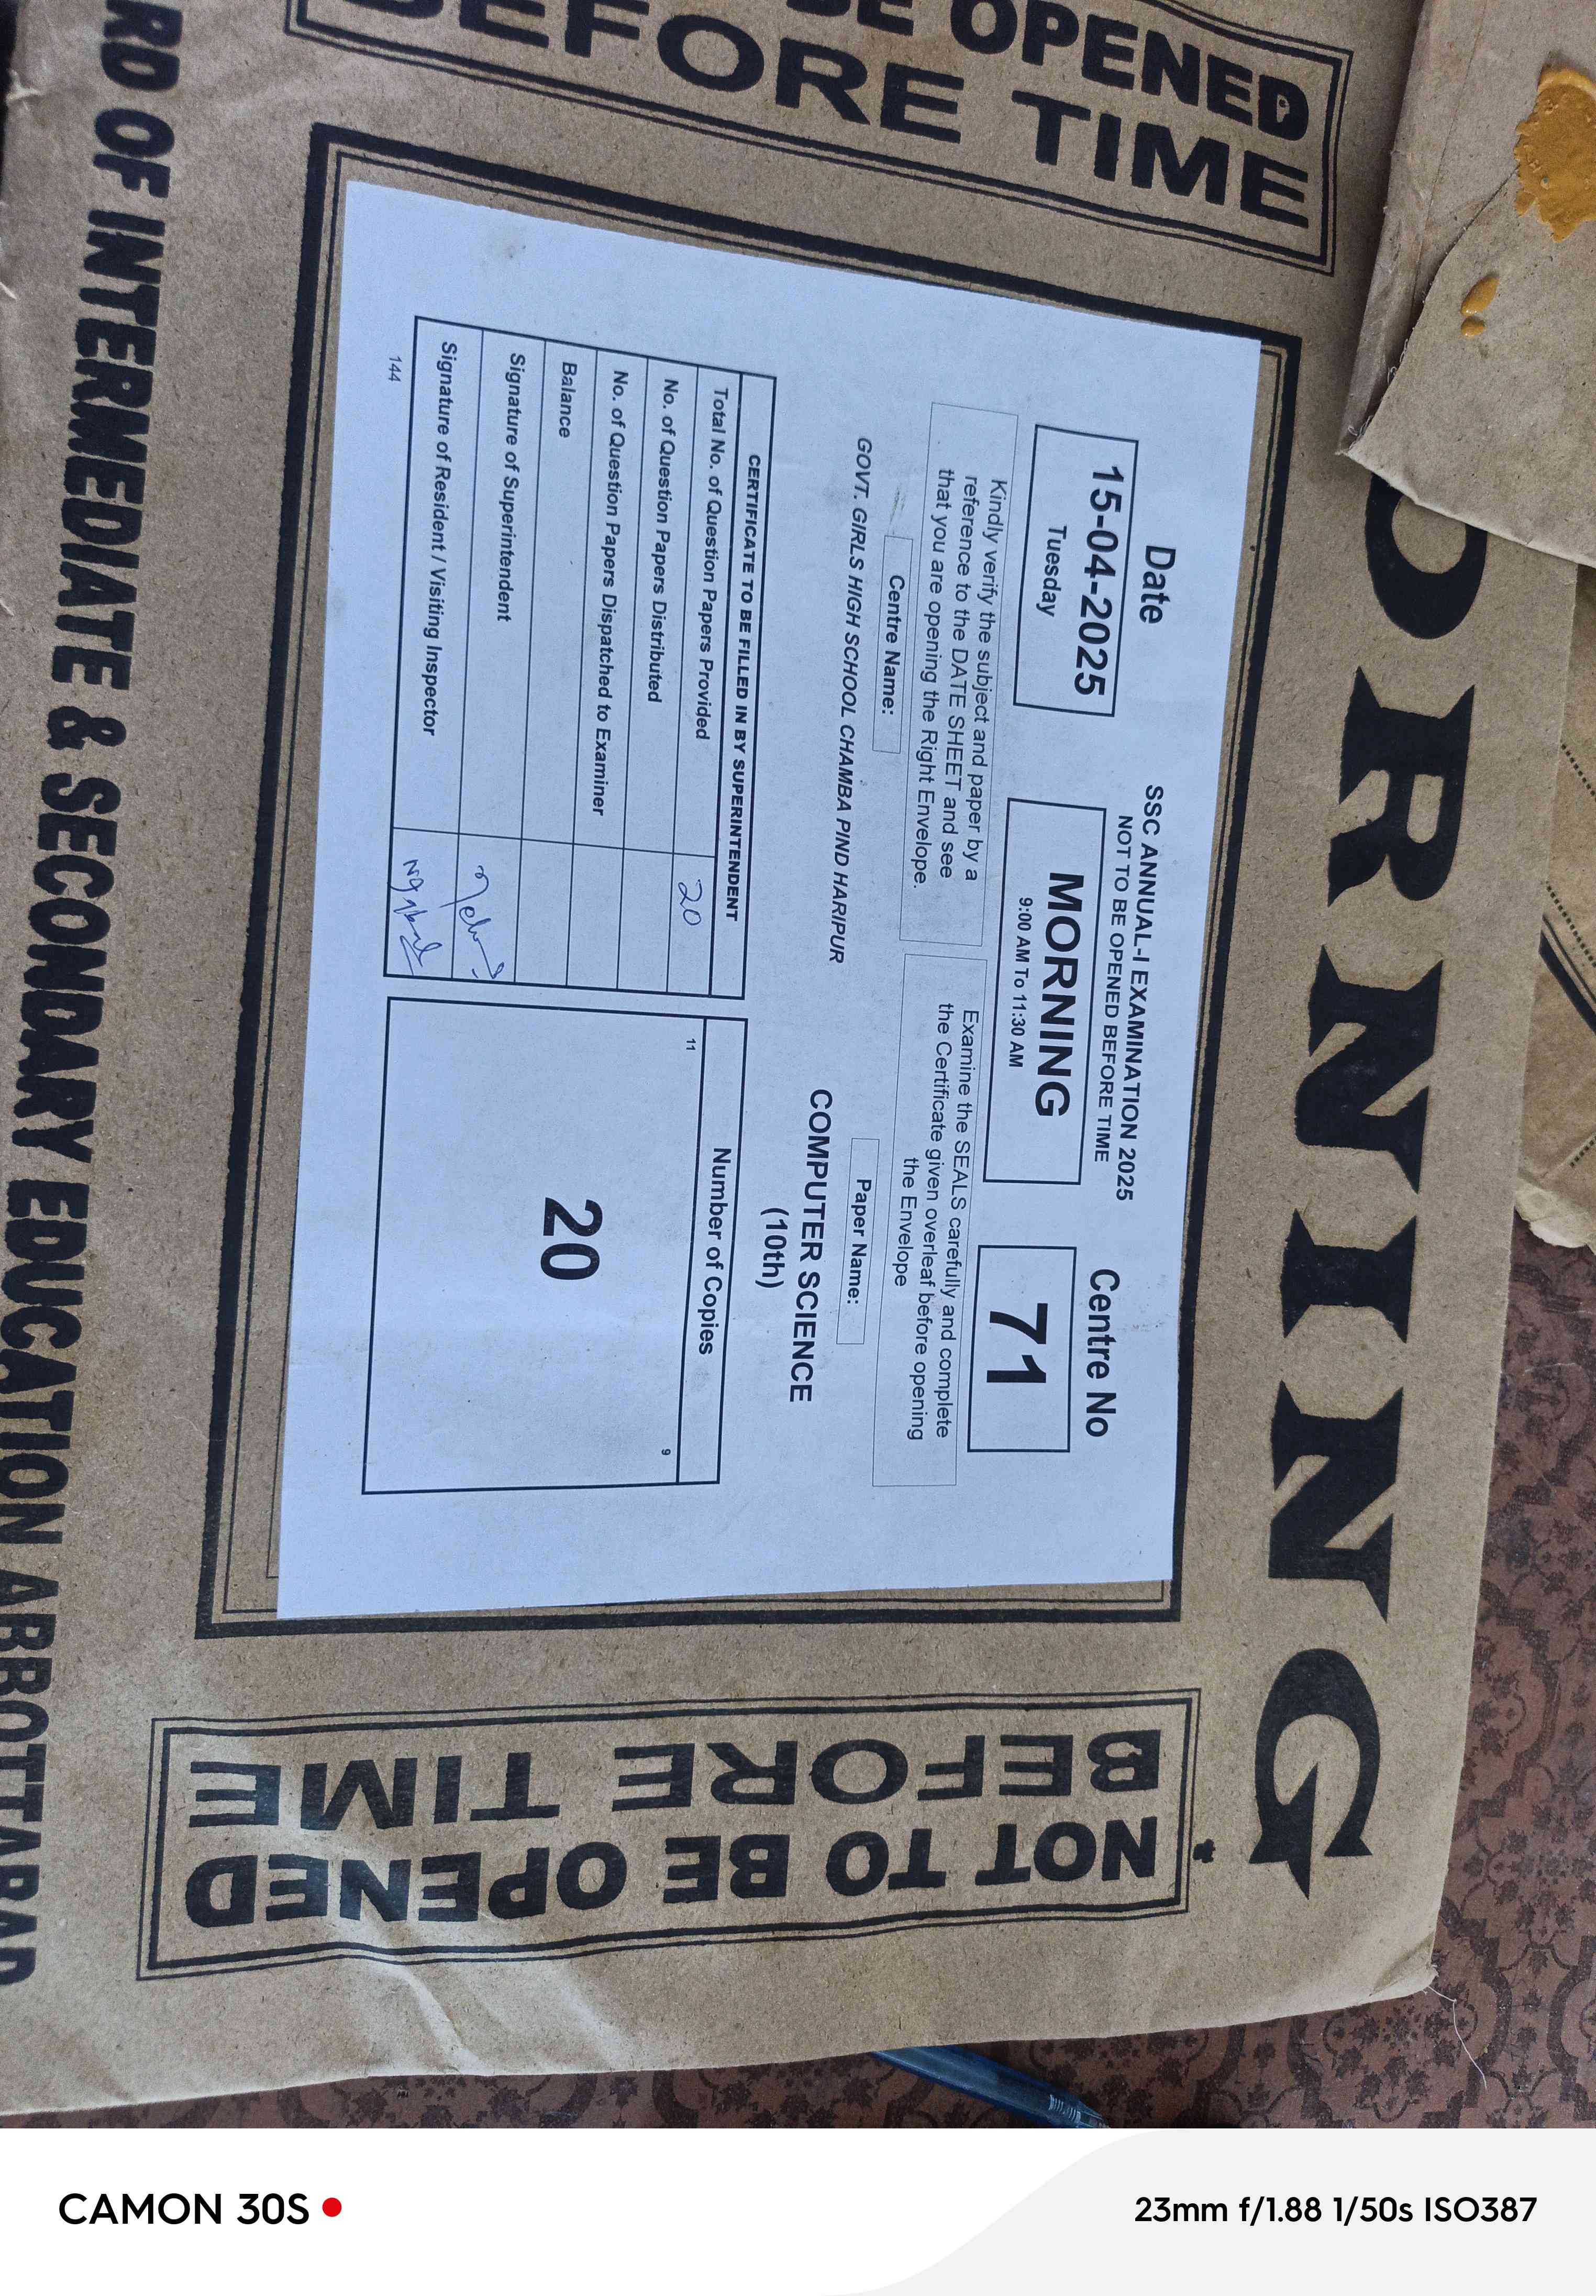 BE OPENED
BEFORE TIME
ORNING
Date
15-04-2025
Tuesday
SSC ANNUAL-I EXAMINATION 2025
NOT TO BE OPENED BEFORE TIME
MORNING
9:00 AM To 11:30 AM
Centre No
71
Kindly verify the subject and paper by a
reference to the DATE SHEET and see
that you are opening the Right Envelope.
Examine the SEALS carefully and complete
the Certificate given overleaf before opening
the Envelope
Centre Name:
GOVT. GIRLS HIGH SCHOOL CHAMBA PIND HARIPUR
Paper Name:
COMPUTER SCIENCE
(10th)
CERTIFICATE TO BE FILLED IN BY SUPERINTENDENT
Total No. of Question Papers Provided 20
No. of Question Papers Distributed
No. of Question Papers Dispatched to Examiner
Balance
Signature of Superintendent
Signature of Resident / Visiting Inspector
144
Number of Copies
11
9
20
NOT TO BE OPENED
BEFORE TIME
RD OF INTERMEDIATE & SECONDARY EDUCATION ABBOTTABAD
CAMON 30S
23mm f/1.88 1/50s ISO387